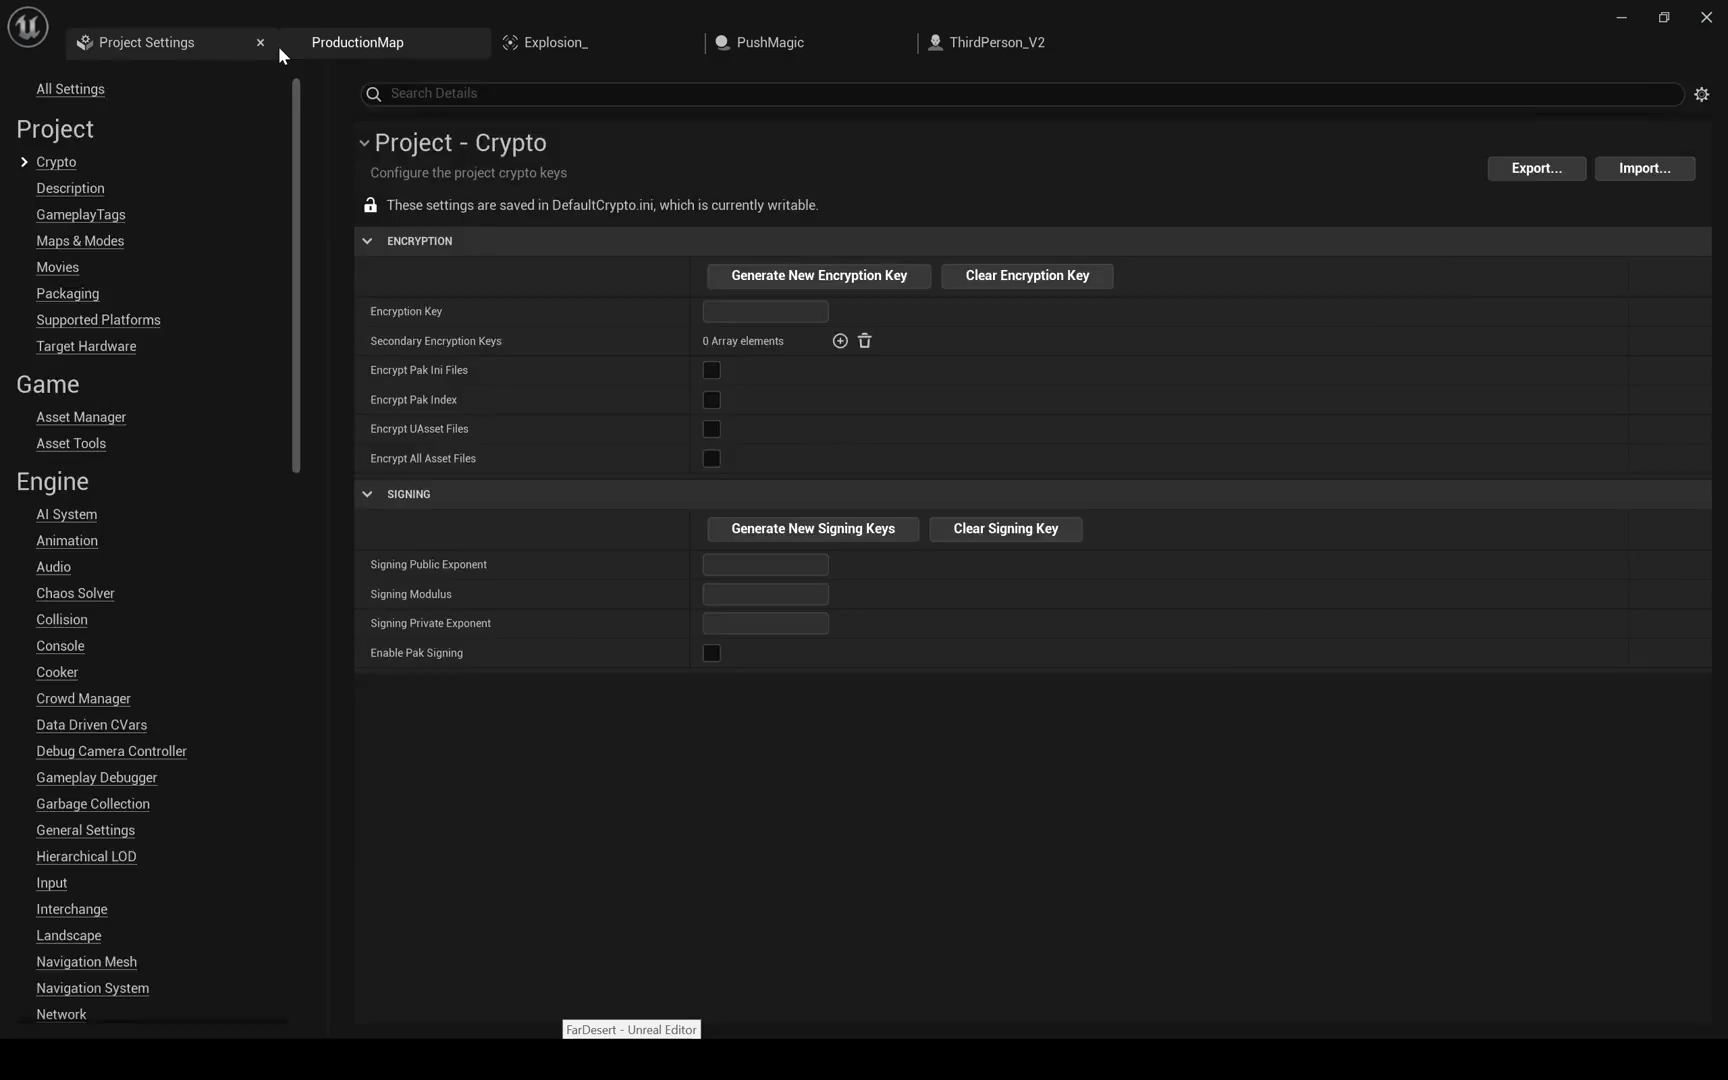 Project Settings
ProductionMap
Explosion_
PushMagic
ThirdPerson_V2
All Settings
Project
Crypto
Description
GameplayTags
Maps & Modes
Movies
Packaging
Supported Platforms
Target Hardware
Game
Asset Manager
Asset Tools
Engine
AI System
Animation
Audio
Chaos Solver
Collision
Console
Cooker
Crowd Manager
Data Driven CVars
Debug Camera Controller
Gameplay Debugger
Garbage Collection
General Settings
Hierarchical LOD
Input
Interchange
Landscape
Navigation Mesh
Navigation System
Network
Search Details
Project - Crypto
Configure the project crypto keys
Export...
Import...
These settings are saved in DefaultCrypto.ini, which is currently writable.
ENCRYPTION
Generate New Encryption Key
Clear Encryption Key
Encryption Key
Secondary Encryption Keys
0 Array elements
Encrypt Pak Ini Files
Encrypt Pak Index
Encrypt UAsset Files
Encrypt All Asset Files
SIGNING
Generate New Signing Keys
Clear Signing Key
Signing Public Exponent
Signing Modulus
Signing Private Exponent
Enable Pak Signing
FarDesert - Unreal Editor